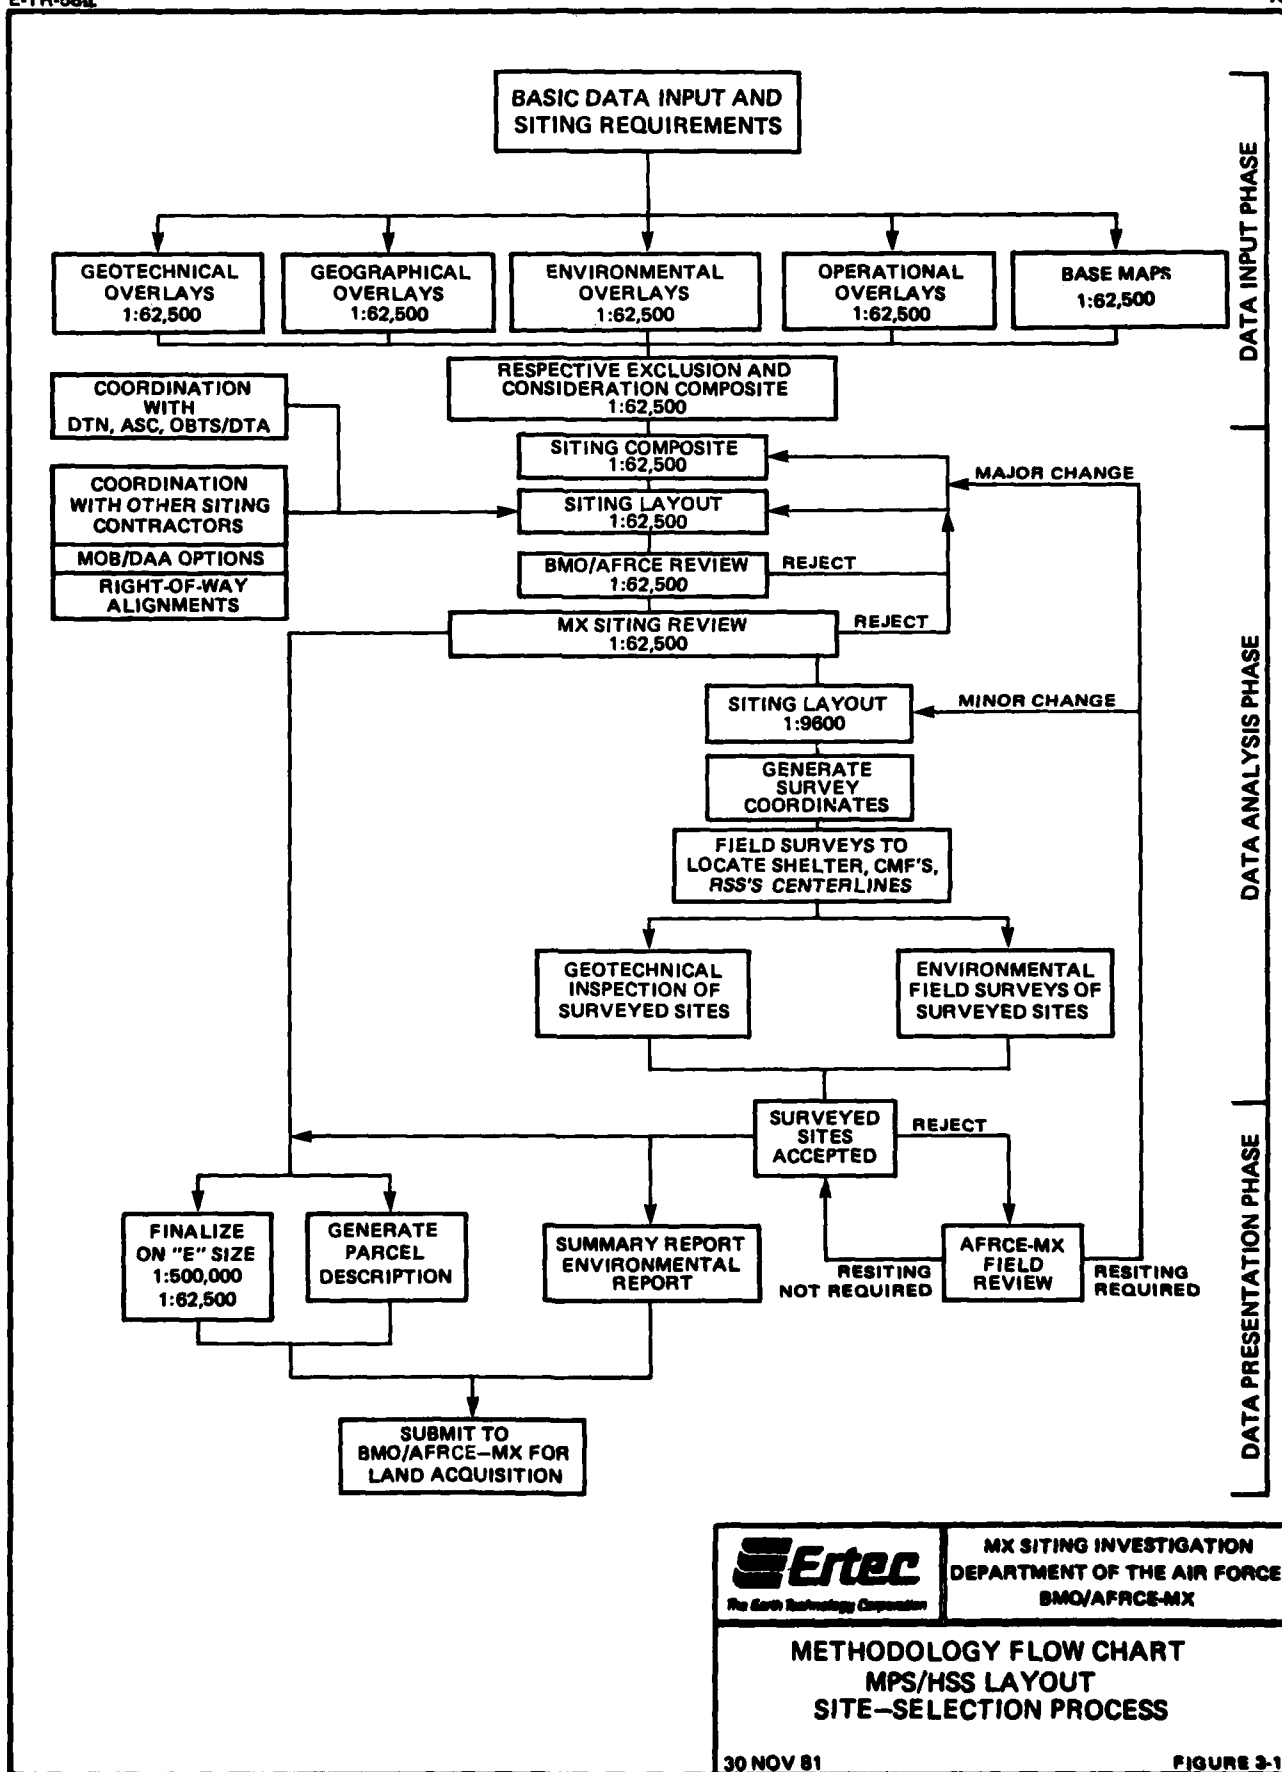 BASIC DATA INPUT AND
SITING REQUIREMENTS
GEOTECHNICAL
OVERLAYS
1:62,500
GEOGRAPHICAL
OVERLAYS
1:62,500
ENVIRONMENTAL
OVERLAYS
1:62,500
OPERATIONAL
OVERLAYS
1:62,500
BASE MAPS
1:62,500
DATA INPUT PHASE
RESPECTIVE EXCLUSION AND
CONSIDERATION COMPOSITE
1:62,500
COORDINATION
WITH
DTN, ASC, OBTS/DTA
SITING COMPOSITE
1:62,500
MAJOR CHANGE
COORDINATION
WITH OTHER SITING
CONTRACTORS
MOB/DAA OPTIONS
RIGHT-OF-WAY
ALIGNMENTS
SITING LAYOUT
1:62,500
BMO/AFRCE REVIEW
1:62,500
REJECT
MX SITING REVIEW
1:62,500
REJECT
SITING LAYOUT
1:9600
MINOR CHANGE
GENERATE
SURVEY
COORDINATES
FIELD SURVEYS TO
LOCATE SHELTER, CMF'S,
RSS'S CENTERLINES
DATA ANALYSIS PHASE
GEOTECHNICAL
INSPECTION OF
SURVEYED SITES
ENVIRONMENTAL
FIELD SURVEYS OF
SURVEYED SITES
SURVEYED
SITES
ACCEPTED
REJECT
FINALIZE
ON "E" SIZE
1:500,000
1:62,500
GENERATE
PARCEL
DESCRIPTION
SUMMARY REPORT
ENVIRONMENTAL
REPORT
RESITING
NOT REQUIRED
AFRCE-MX
FIELD
REVIEW
RESITING
REQUIRED
DATA PRESENTATION PHASE
SUBMIT TO
BMO/AFRCE-MX FOR
LAND ACQUISITION
Ertec
The Earth Technology Corporation
MX SITING INVESTIGATION
DEPARTMENT OF THE AIR FORCE
BMO/AFRCE-MX
METHODOLOGY FLOW CHART
MPS/HSS LAYOUT
SITE-SELECTION PROCESS
30 NOV 81
FIGURE 3-1